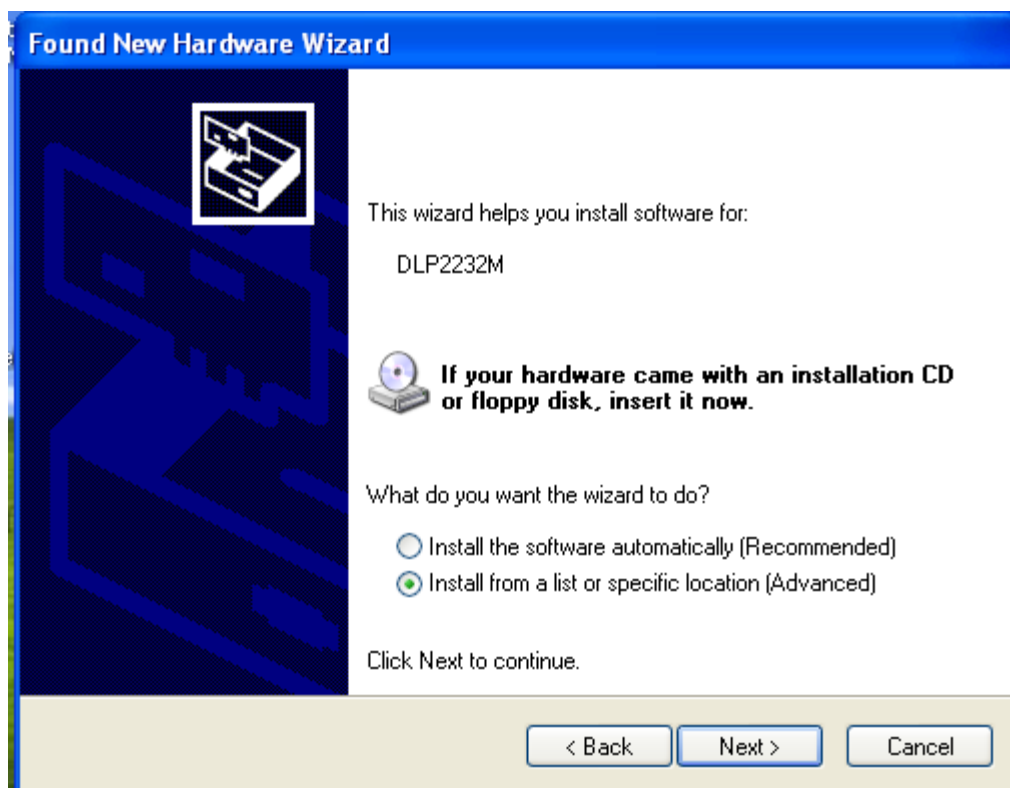 Found New Hardware Wizard
This wizard helps you install software for:
DLP2232M
If your hardware came with an installation CD
or floppy disk, insert it now.
What do you want the wizard to do?
Install the software automatically (Recommended)
Install from a list or specific location (Advanced)
Click Next to continue.
< Back Next > Cancel